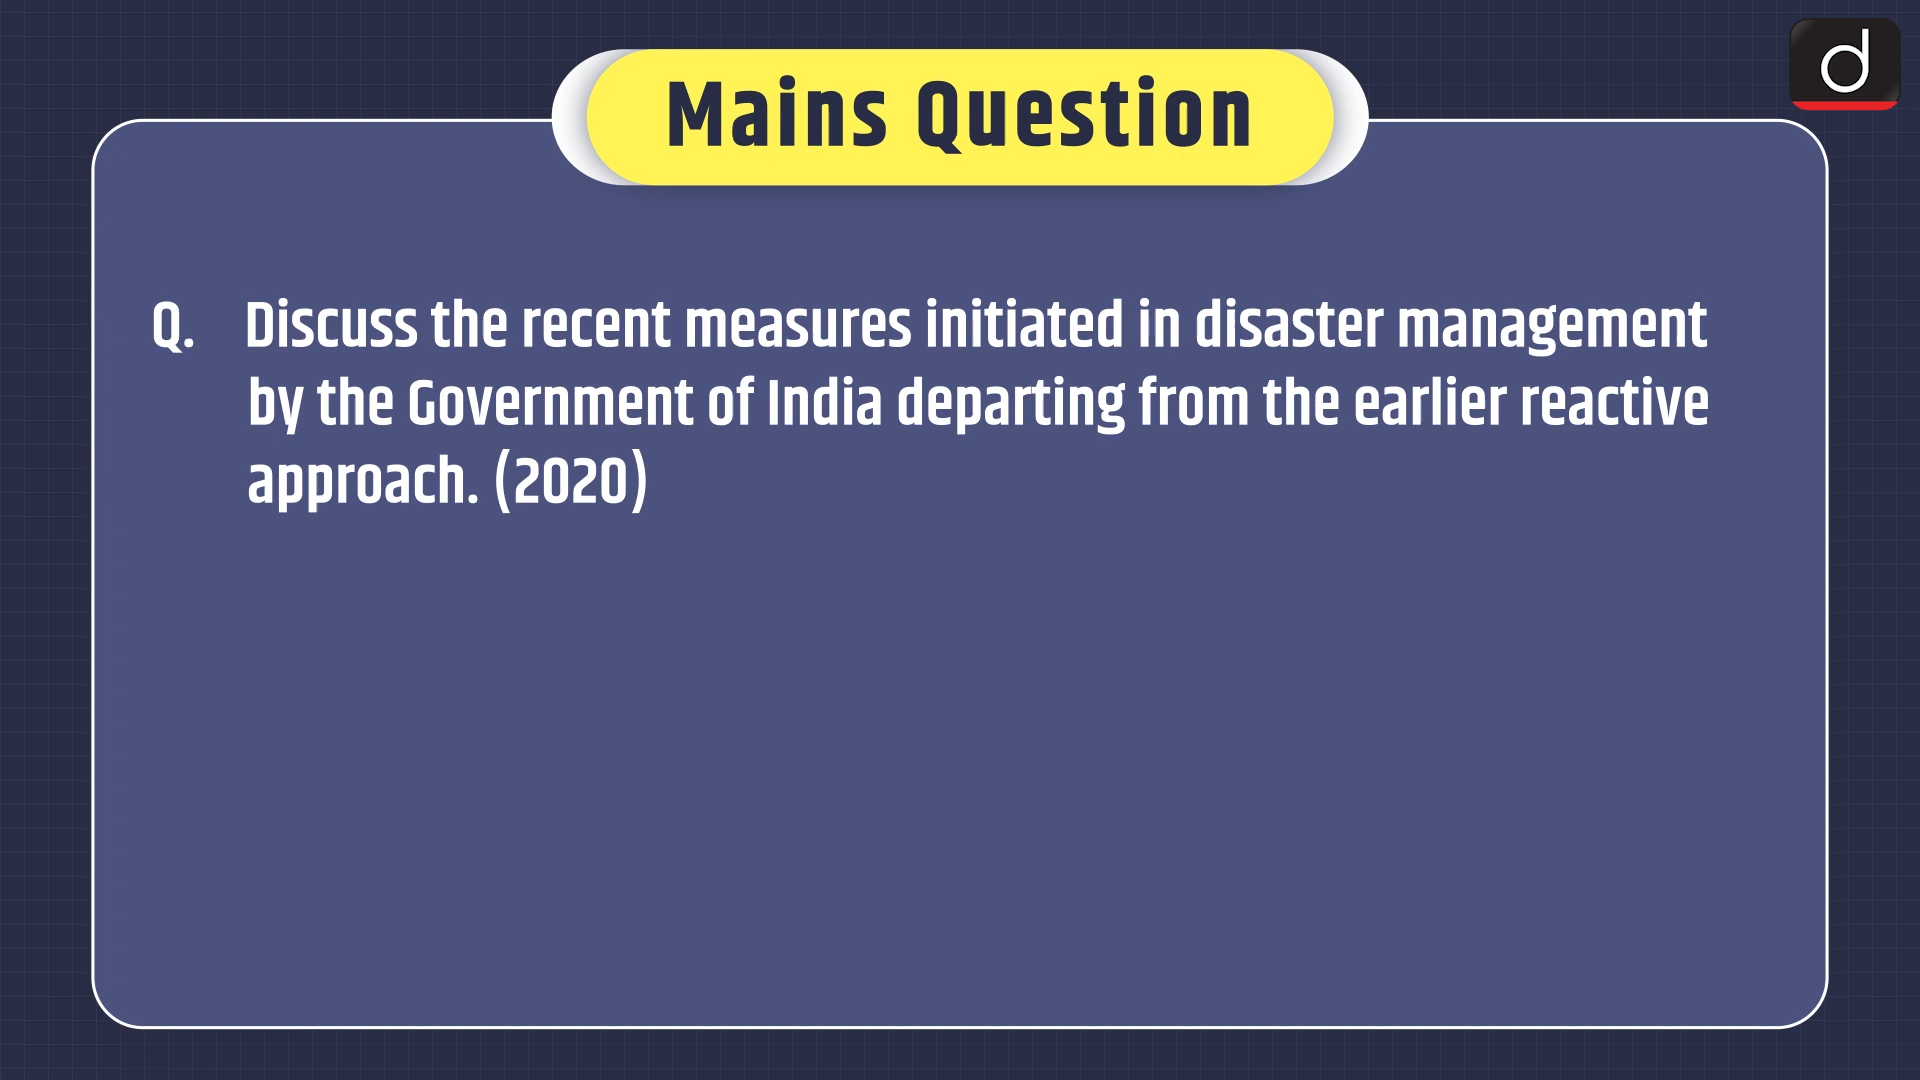 Mains Question
d
Q. Discuss the recent measures initiated in disaster management
by the Government of India departing from the earlier reactive
approach. (2020)